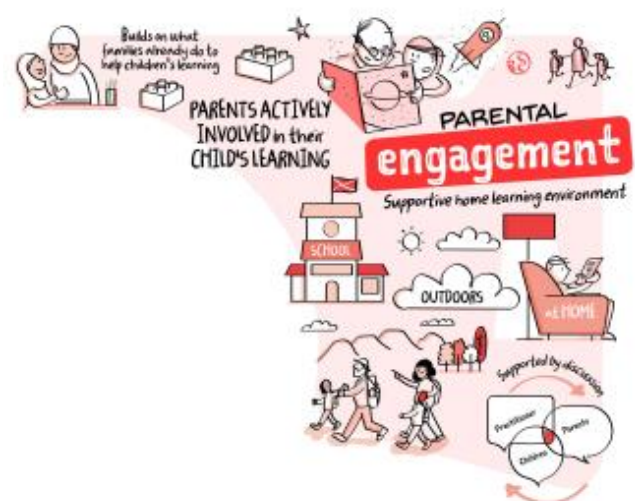 Builds on what
families already do to
help children's learning
PARENTS ACTIVELY
INVOLVED in their
CHILD'S LEARNING
PARENTAL
engagement
Supportive home learning environment
SCHOOL
OUTDOORS
at HOME
Supported by discussion
Practitioner
Parents
Children